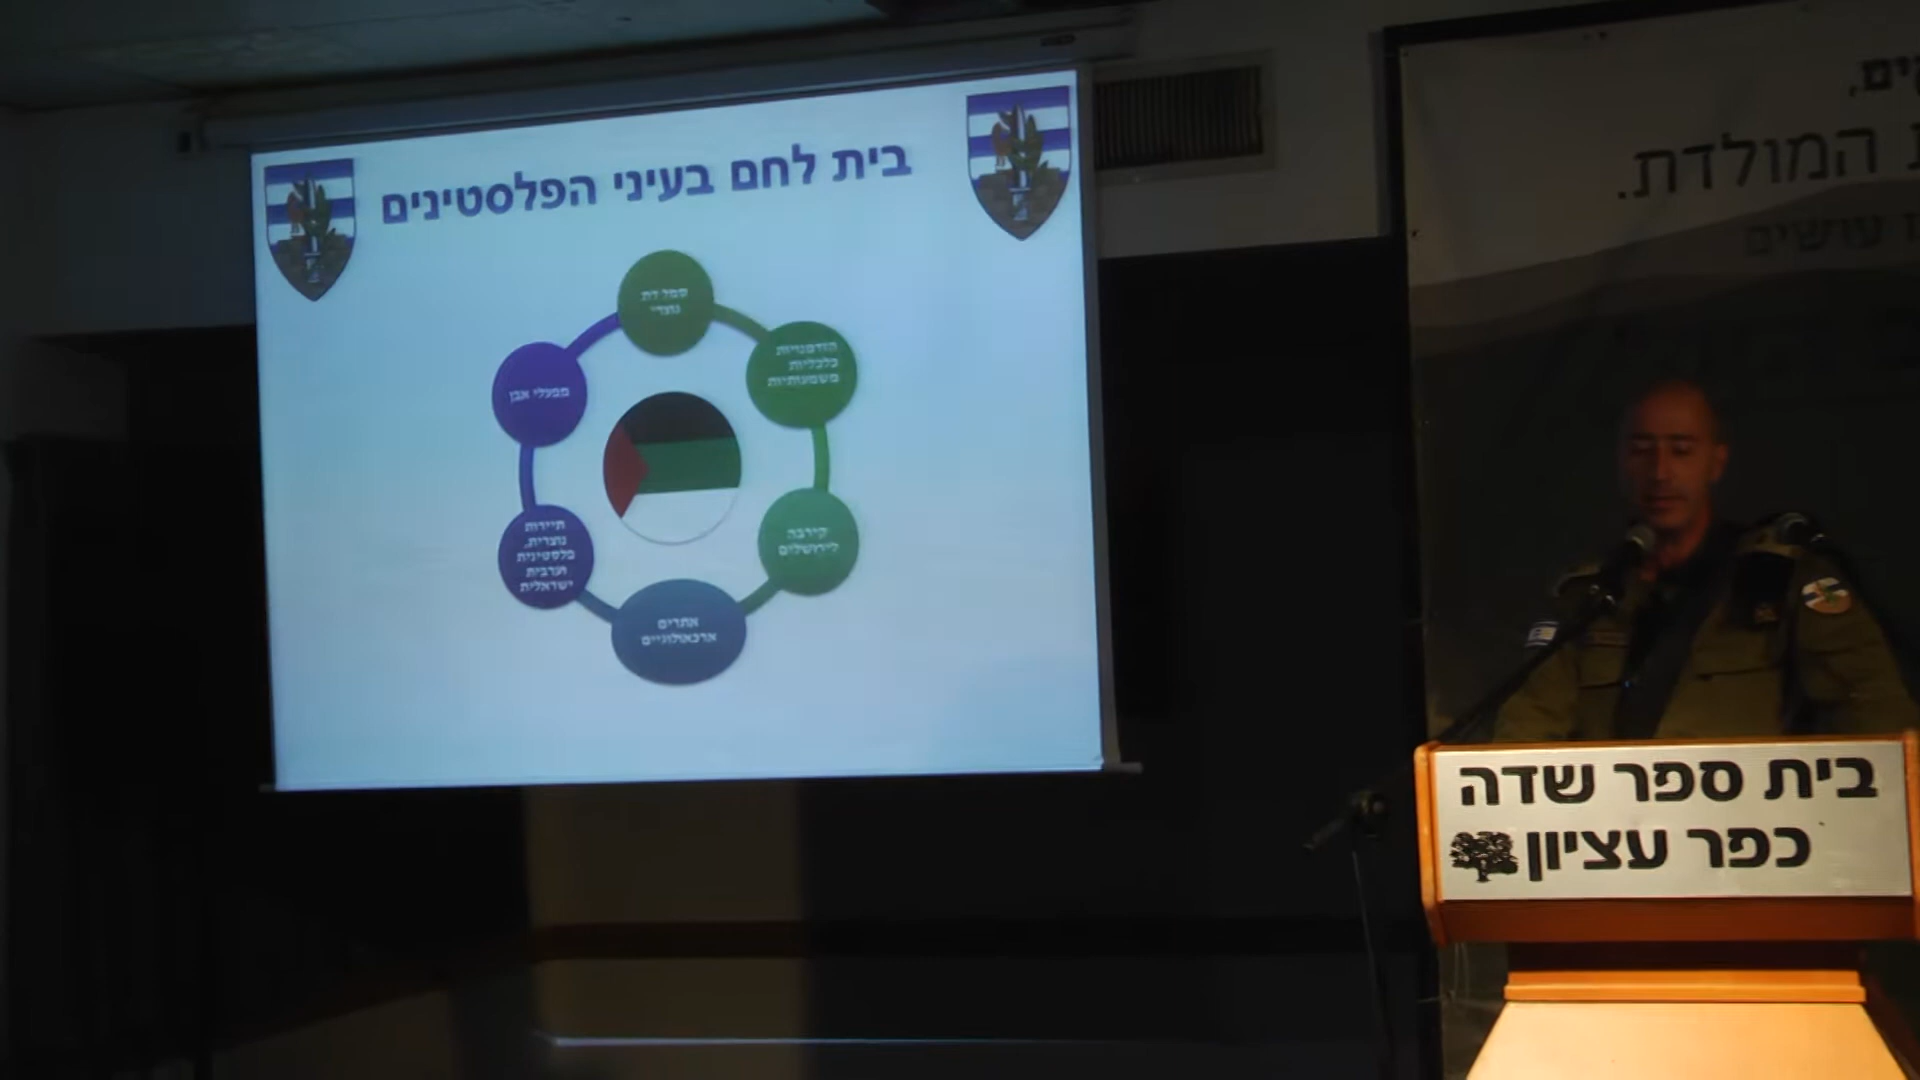 בית לחם בעיני הפלסטינים
סמל דת
נוצרי
הזדמנויות
כלכליות
משמעותיות
קירבה
לירושלים
אתרים
ארכאולוגיים
תיירות
נוצרית,
פלסטינית
וערבית
ישראלית
מפעלי אבן
המולדת.
עושים
בית ספר שדה
כפר עציון